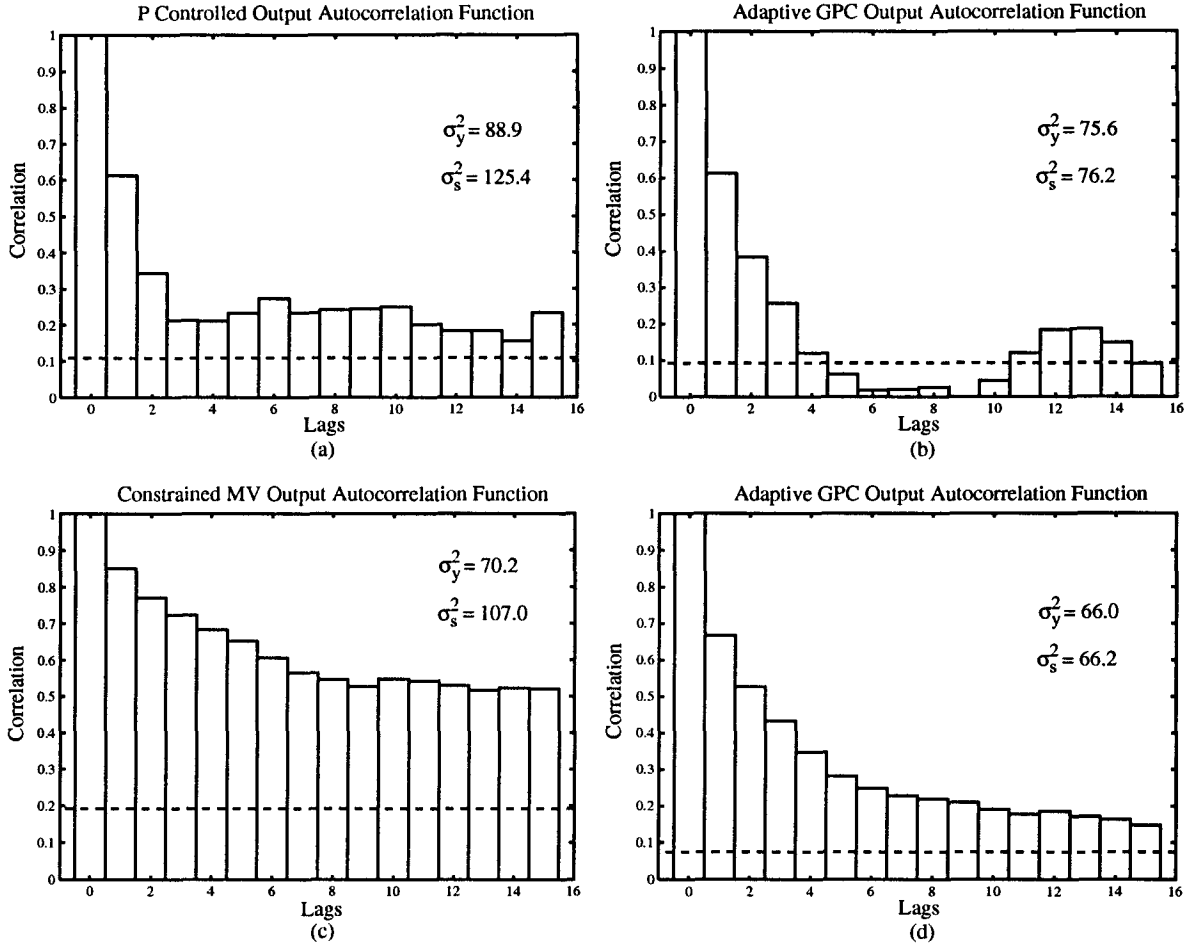 P Controlled Output Autocorrelation Function
1
0.9
0.8
0.7
0.6
0.5
0.4
0.3
0.2
0.1
0
Correlation
σ²y = 88.9
σ²s = 125.4
0 2 4 6 8 10 12 14 16
Lags
(a)
Adaptive GPC Output Autocorrelation Function
1
0.9
0.8
0.7
0.6
0.5
0.4
0.3
0.2
0.1
0
Correlation
σ²y = 75.6
σ²s = 76.2
0 2 4 6 8 10 12 14 16
Lags
(b)
Constrained MV Output Autocorrelation Function
1
0.9
0.8
0.7
0.6
0.5
0.4
0.3
0.2
0.1
0
Correlation
σ²y = 70.2
σ²s = 107.0
0 2 4 6 8 10 12 14 16
Lags
(c)
Adaptive GPC Output Autocorrelation Function
1
0.9
0.8
0.7
0.6
0.5
0.4
0.3
0.2
0.1
0
Correlation
σ²y = 66.0
σ²s = 66.2
0 2 4 6 8 10 12 14 16
Lags
(d)